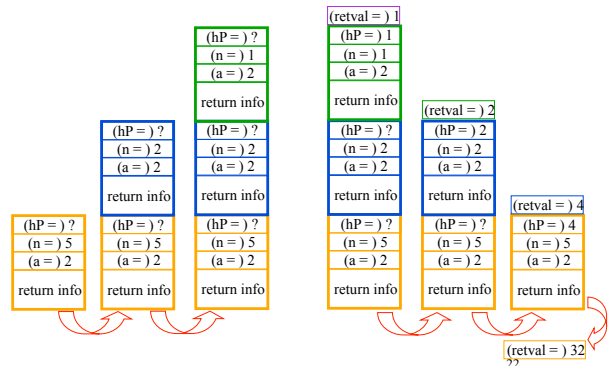 (hP = ) ?
(n = ) 5
(a = ) 2
return info
(hP = ) ?
(n = ) 2
(a = ) 2
return info
(hP = ) ?
(n = ) 5
(a = ) 2
return info
(hP = ) ?
(n = ) 1
(a = ) 2
return info
(hP = ) ?
(n = ) 2
(a = ) 2
return info
(hP = ) ?
(n = ) 5
(a = ) 2
return info
(retval = ) 1
(hP = ) 1
(n = ) 1
(a = ) 2
return info
(hP = ) ?
(n = ) 2
(a = ) 2
return info
(hP = ) ?
(n = ) 5
(a = ) 2
return info
(retval = ) 2
(hP = ) 2
(n = ) 2
(a = ) 2
return info
(hP = ) ?
(n = ) 5
(a = ) 2
return info
(retval = ) 4
(hP = ) 4
(n = ) 5
(a = ) 2
return info
(retval = ) 32